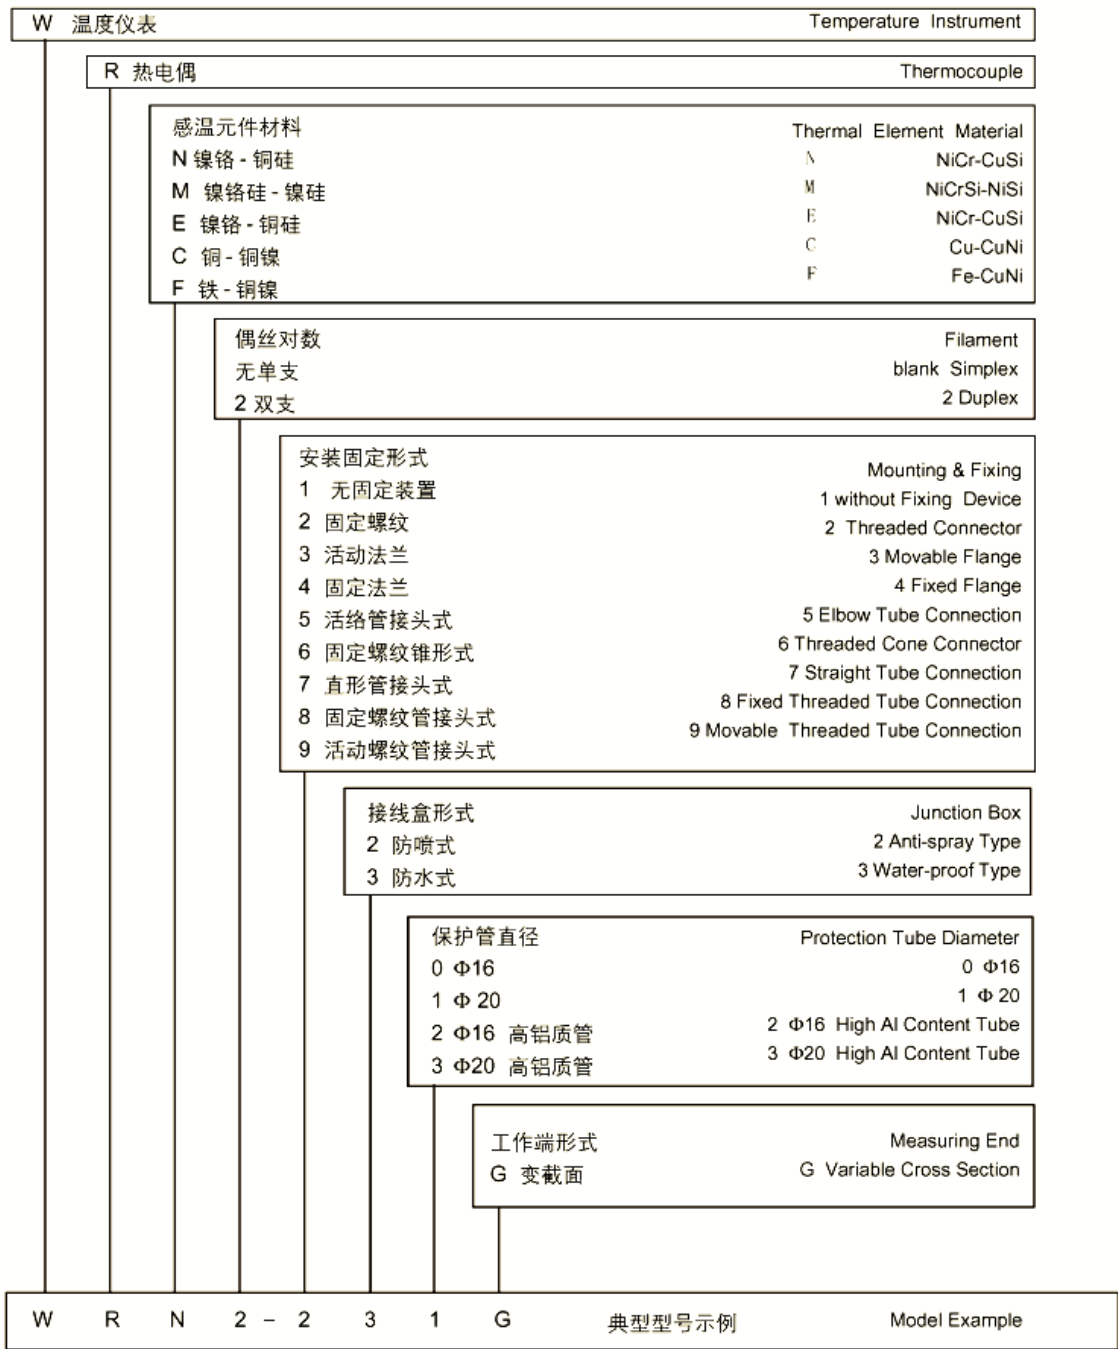 W 温度仪表 Temperature Instrument
R 热电偶 Thermocouple
感温元件材料 Thermal Element Material
N 镍铬 - 铜硅 N NiCr-CuSi
M 镍铬硅 - 镍硅 M NiCrSi-NiSi
E 镍铬 - 铜硅 E NiCr-CuSi
C 铜 - 铜镍 C Cu-CuNi
F 铁 - 铜镍 F Fe-CuNi
偶丝对数 Filament
无单支 blank Simplex
2 双支 2 Duplex
安装固定形式 Mounting & Fixing
1 无固定装置 1 without Fixing Device
2 固定螺纹 2 Threaded Connector
3 活动法兰 3 Movable Flange
4 固定法兰 4 Fixed Flange
5 活络管接头式 5 Elbow Tube Connection
6 固定螺纹锥形式 6 Threaded Cone Connector
7 直形管接头式 7 Straight Tube Connection
8 固定螺纹管接头式 8 Fixed Threaded Tube Connection
9 活动螺纹管接头式 9 Movable Threaded Tube Connection
接线盒形式 Junction Box
2 防喷式 2 Anti-spray Type
3 防水式 3 Water-proof Type
保护管直径 Protection Tube Diameter
0 Φ16 0 Φ16
1 Φ 20 1 Φ 20
2 Φ16 高铝质管 2 Φ16 High Al Content Tube
3 Φ20 高铝质管 3 Φ20 High Al Content Tube
工作端形式 Measuring End
G 变截面 G Variable Cross Section
W R N 2 - 2 3 1 G 典型型号示例 Model Example